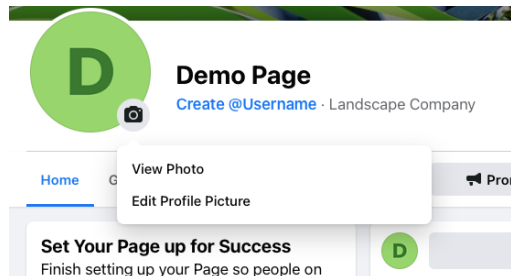 D
Demo Page
Create @Username · Landscape Company
View Photo
Edit Profile Picture
Home
Set Your Page up for Success
Finish setting up your Page so people on
D